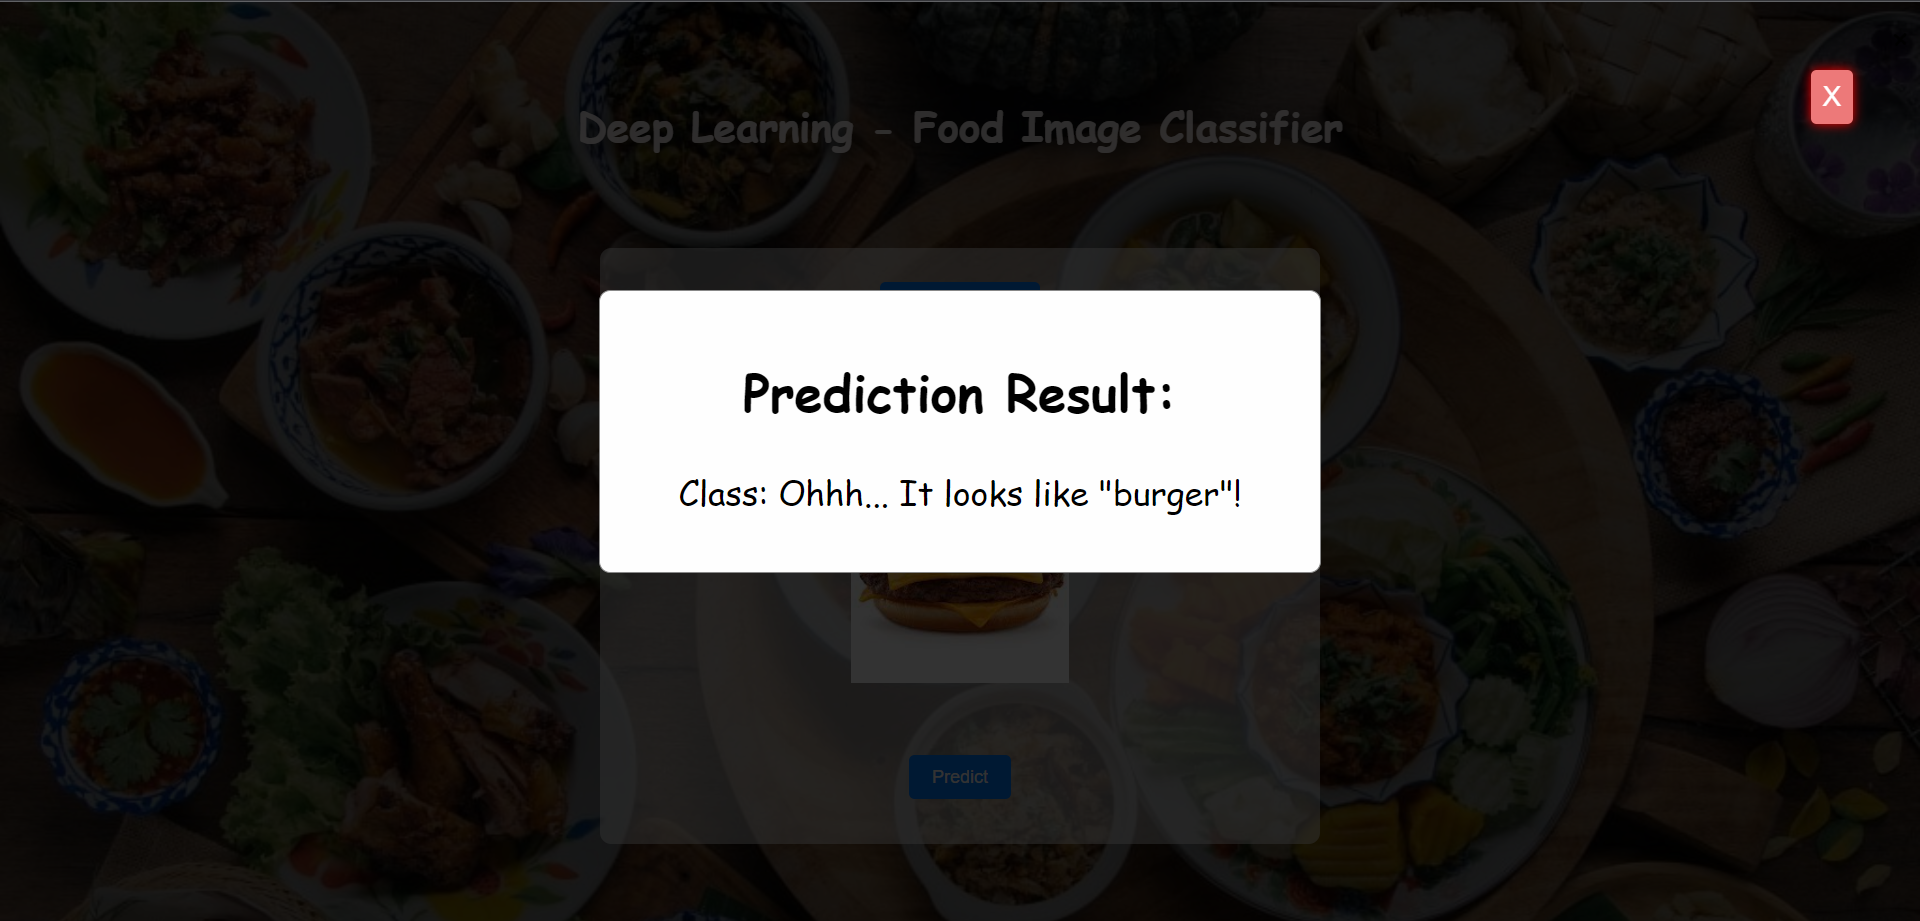 Deep Learning - Food Image Classifier
X
Prediction Result:
Class: Ohhh... It looks like "burger"!
Predict